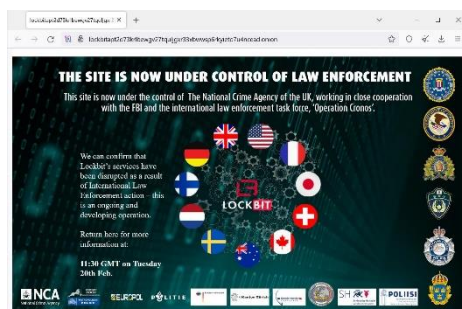 THE SITE IS NOW UNDER CONTROL OF LAW ENFORCEMENT
This site is now under the control of The National Crime Agency of the UK, working in close cooperation
with the FBI and the international law enforcement task force, 'Operation Cronos'.
We can confirm that
Lockbit's services have
been disrupted as a result
of International Law
Enforcement action – this
is an ongoing and
developing operation.
LOCKBIT
Return here for more
information at:
11:30 GMT on Tuesday
20th Feb.
NCA
National Crime Agency
EUROPOL
POLITIE
POLIISI